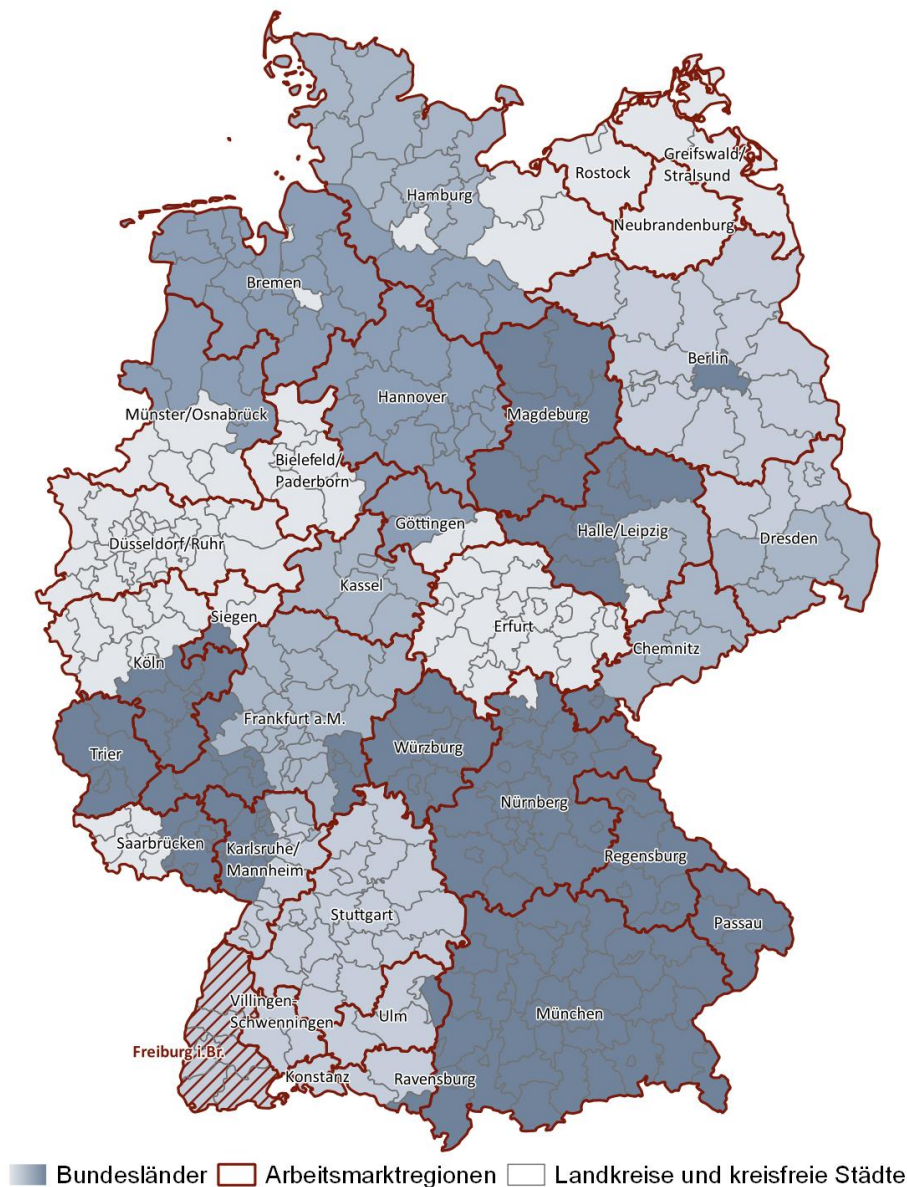 Greifswald/
Stralsund
Rostock
Hamburg
Neubrandenburg
Bremen
Berlin
Hannover
Münster/Osnabrück
Magdeburg
Bielefeld/
Paderborn
Göttingen
Halle/Leipzig
Düsseldorf/Ruhr
Dresden
Kassel
Siegen
Erfurt
Chemnitz
Köln
Frankfurt a.M.
Trier
Würzburg
Nürnberg
Saarbrücken
Karlsruhe/
Mannheim
Regensburg
Stuttgart
Passau
Villingen-
Schwenningen
Ulm
München
Freiburg i.Br.
Konstanz
Ravensburg
Bundesländer Arbeitsmarktregionen Landkreise und kreisfreie Städte